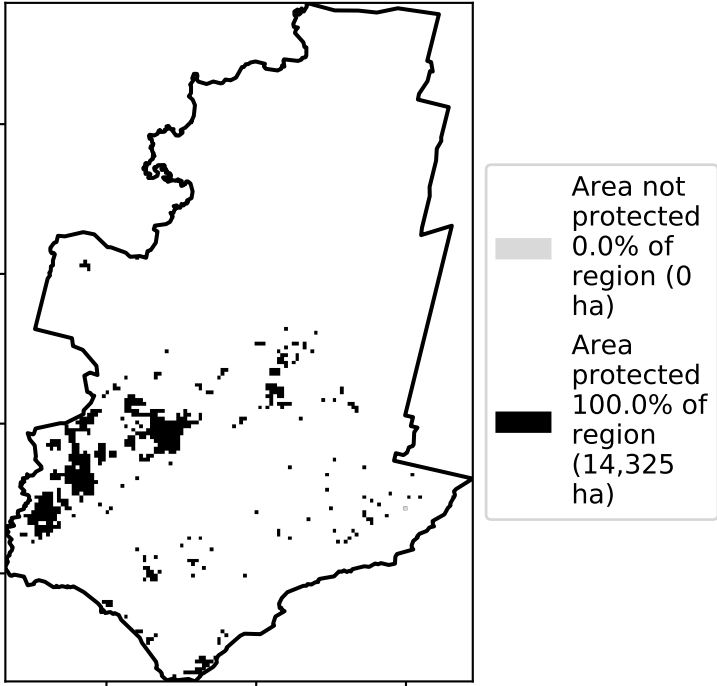 Area not
protected
0.0% of
region (0
ha)
Area
protected
100.0% of
region
(14,325
ha)